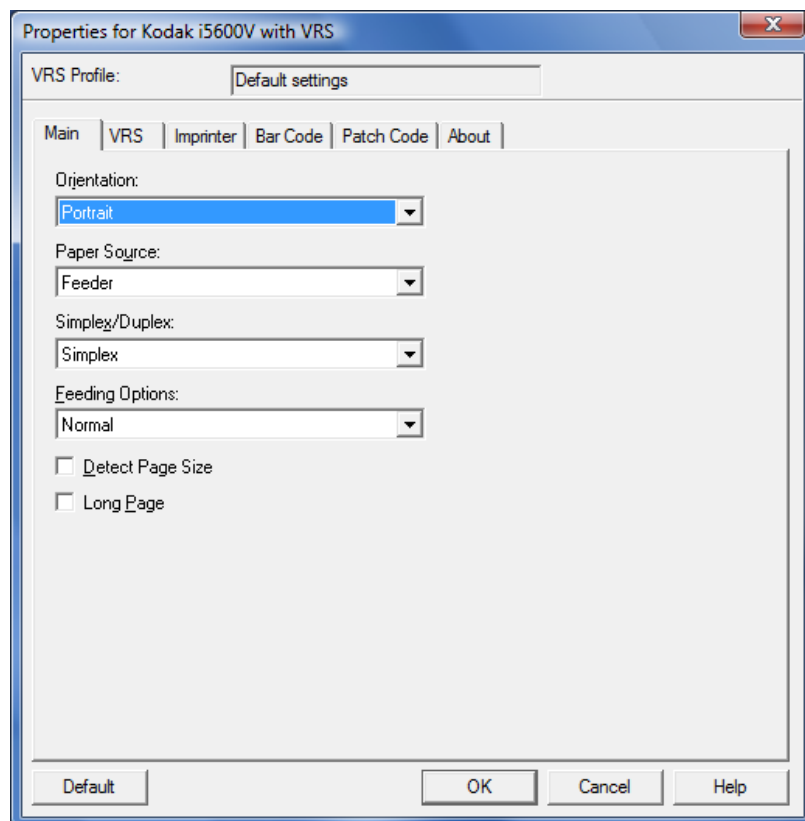 Properties for Kodak i5600V with VRS
VRS Profile: Default settings
Main VRS Imprinter Bar Code Patch Code About
Orientation:
Portrait
Paper Source:
Feeder
Simplex/Duplex:
Simplex
Feeding Options:
Normal
Detect Page Size
Long Page
Default OK Cancel Help